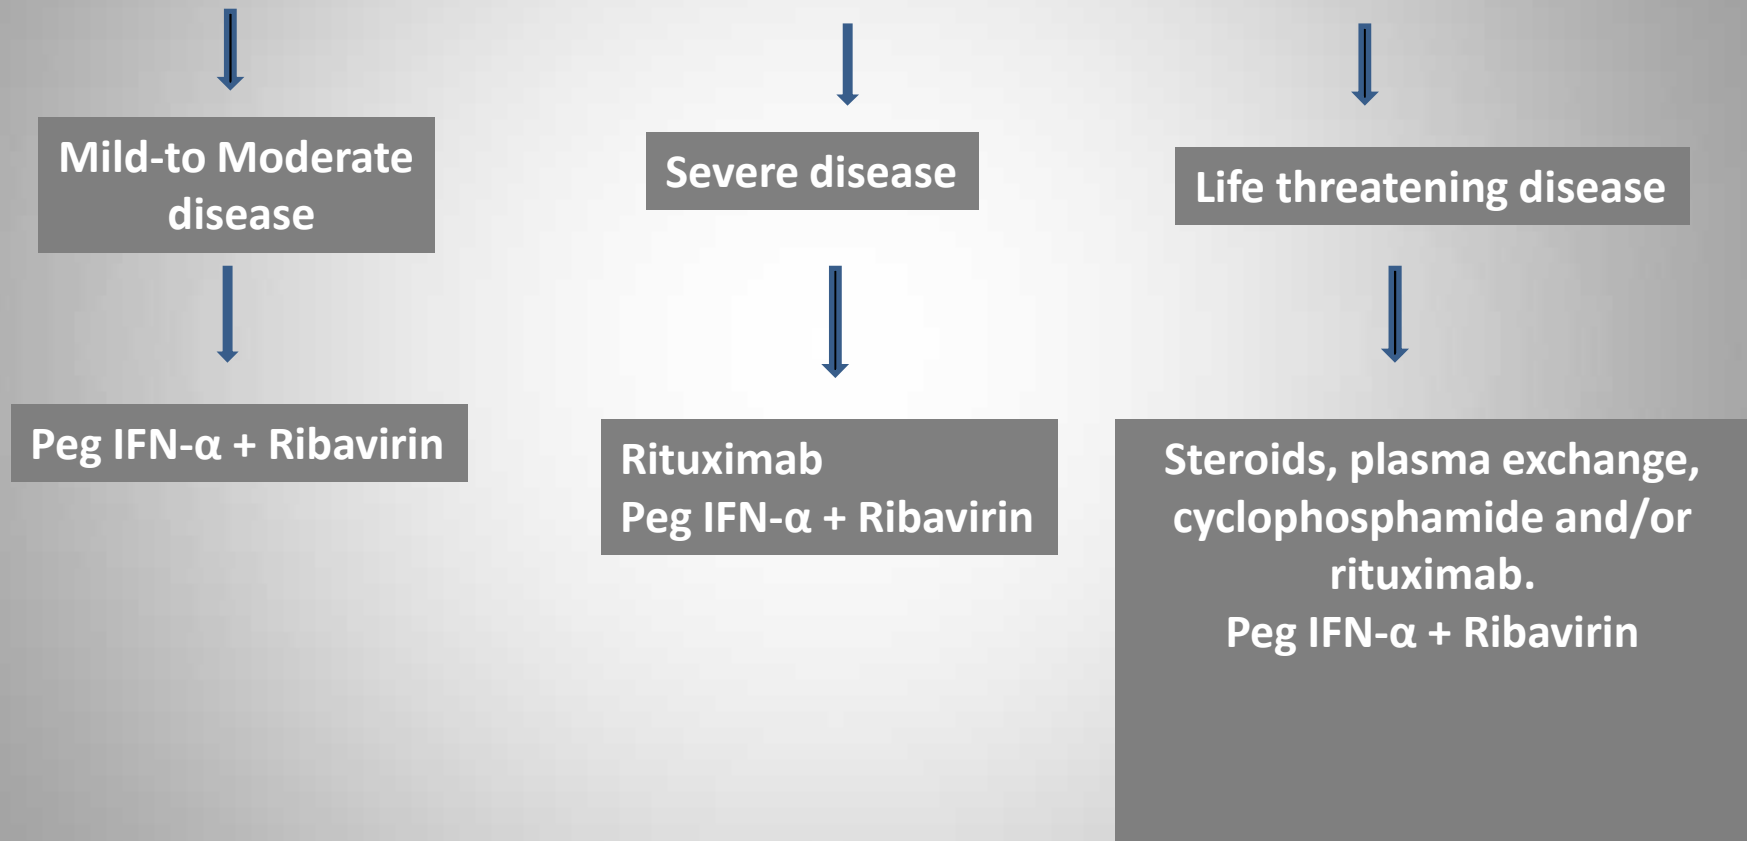 Mild-to Moderate
disease
Severe disease
Life threatening disease
Peg IFN-α + Ribavirin
Rituximab
Peg IFN-α + Ribavirin
Steroids, plasma exchange,
cyclophosphamide and/or
rituximab.
Peg IFN-α + Ribavirin